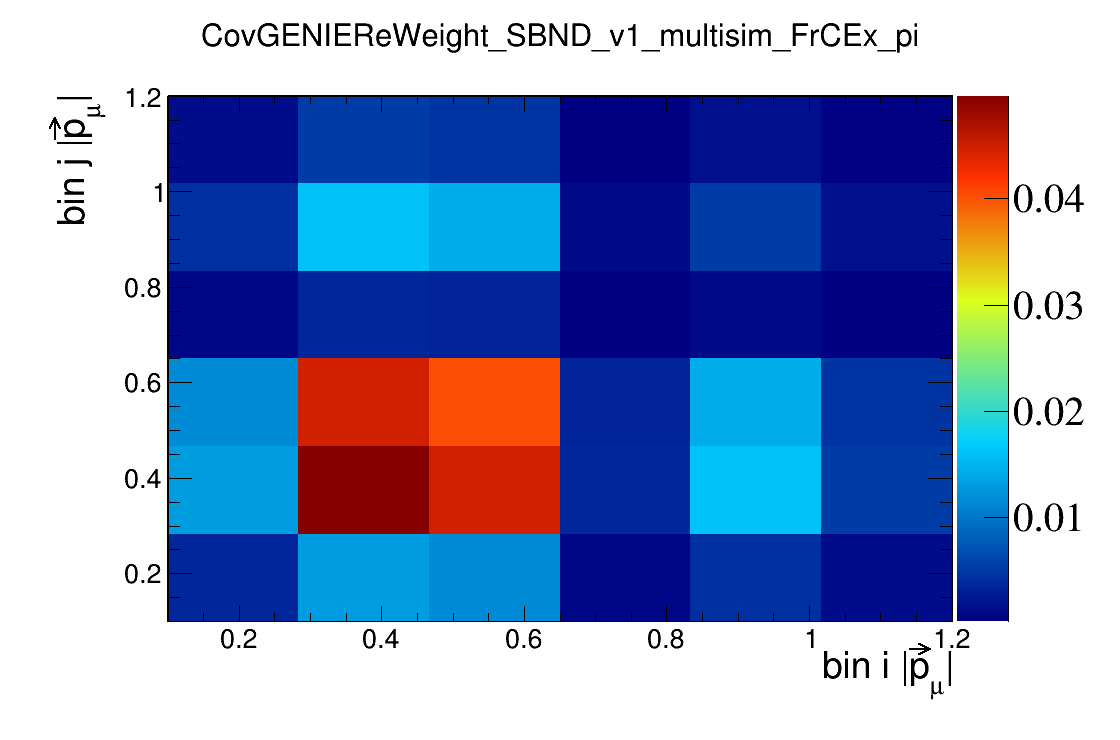 CovGENIEReWeight_SBND_v1_multisim_FrCEx_pi
bin j |p⃗μ|
1.2
1
0.8
0.6
0.4
0.2
0.2 0.4 0.6 0.8 1 1.2
bin i |p⃗μ|
0.04
0.03
0.02
0.01